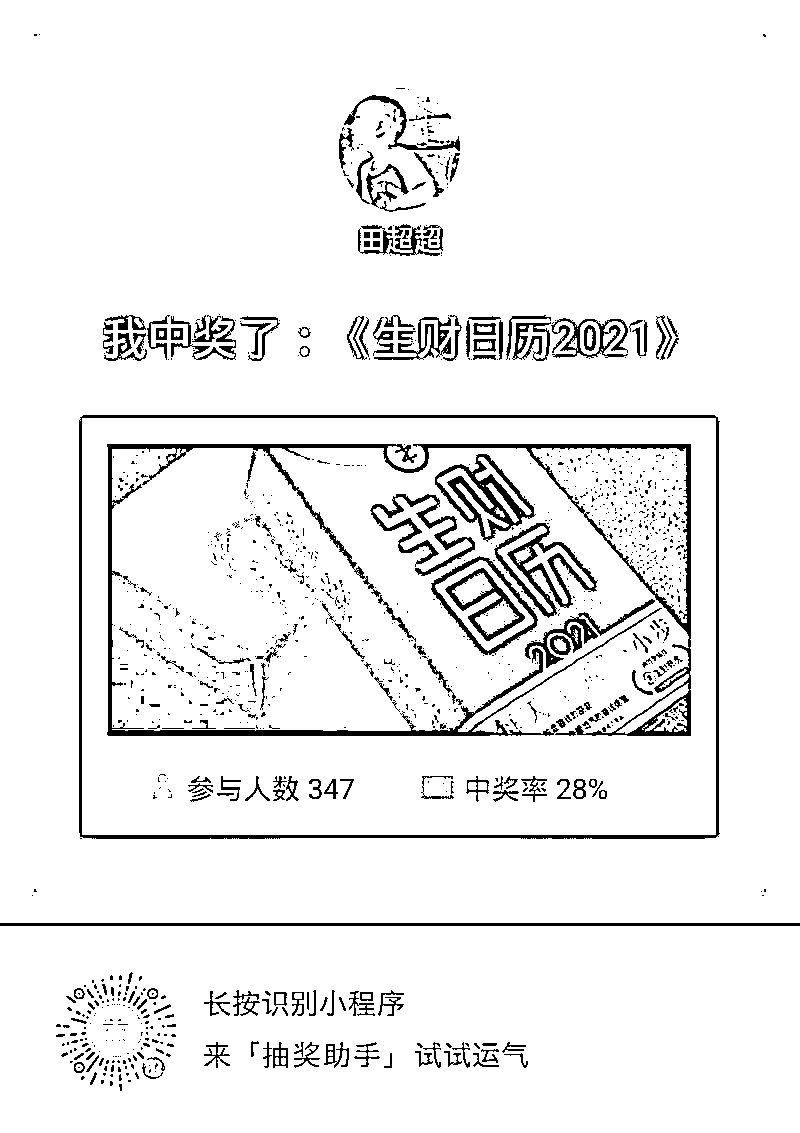 田超超
我中奖了：《生财日历2021》
生财
日历
2021
小步
参与人数 347
中奖率 28%
长按识别小程序
来「抽奖助手」试试运气